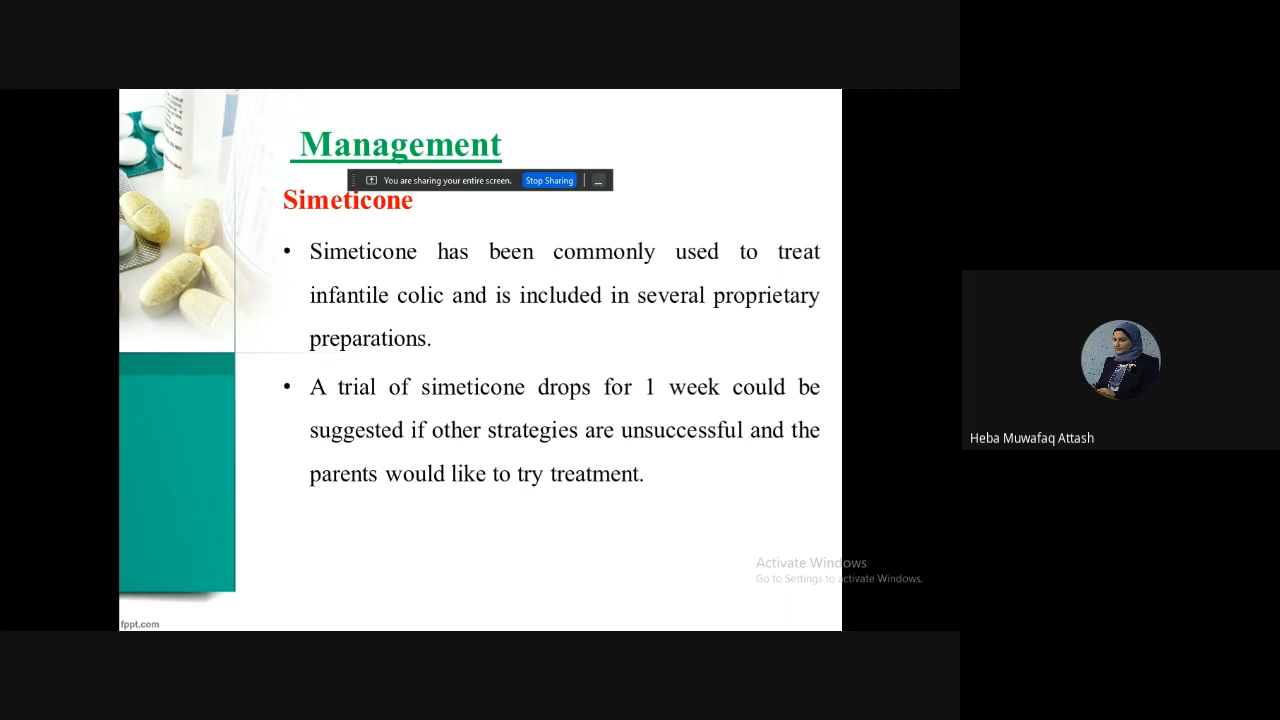 Management
You are sharing your entire screen.
Stop Sharing
Simeticone
• Simeticone has been commonly used to treat
infantile colic and is included in several proprietary
preparations.
• A trial of simeticone drops for 1 week could be
suggested if other strategies are unsuccessful and the
parents would like to try treatment.
Heba Muwafaq Attash
Activate Windows
Go to Settings to activate Windows.
fppt.com